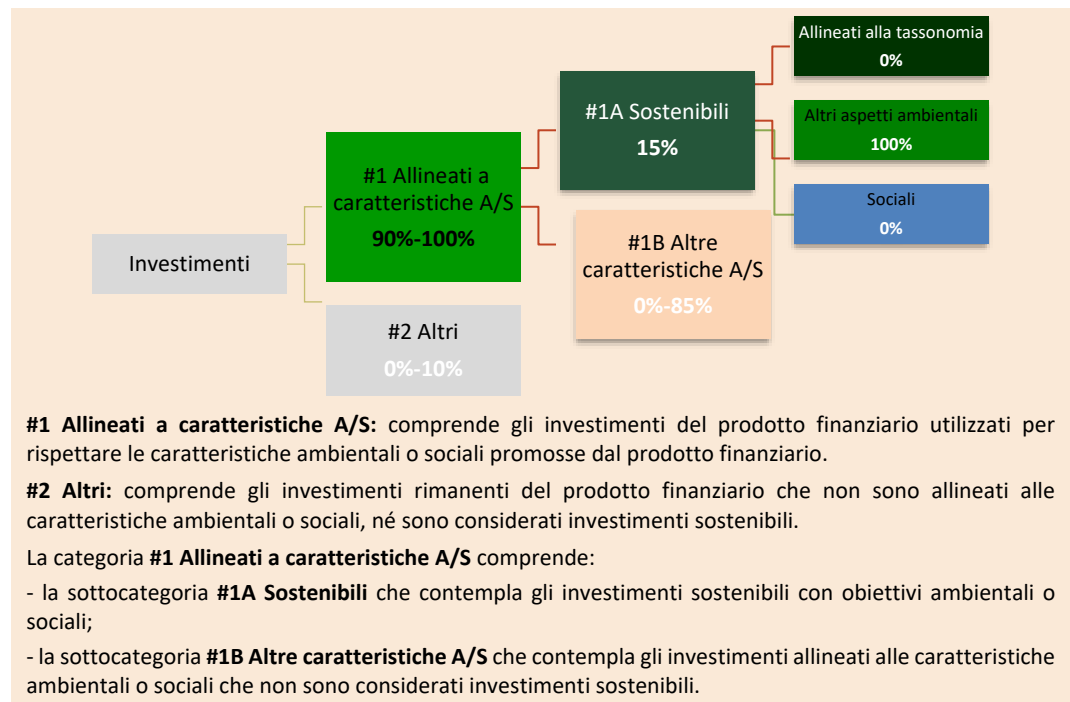 Allineati alla tassonomia
0%
#1A Sostenibili
15%
Altri aspetti ambientali
100%
#1 Allineati a
caratteristiche A/S
90%-100%
Sociali
0%
#1B Altre
caratteristiche A/S
0%-85%
Investimenti
#2 Altri
0%-10%
#1 Allineati a caratteristiche A/S: comprende gli investimenti del prodotto finanziario utilizzati per
rispettare le caratteristiche ambientali o sociali promosse dal prodotto finanziario.
#2 Altri: comprende gli investimenti rimanenti del prodotto finanziario che non sono allineati alle
caratteristiche ambientali o sociali, né sono considerati investimenti sostenibili.
La categoria #1 Allineati a caratteristiche A/S comprende:
- la sottocategoria #1A Sostenibili che contempla gli investimenti sostenibili con obiettivi ambientali o
sociali;
- la sottocategoria #1B Altre caratteristiche A/S che contempla gli investimenti allineati alle caratteristiche
ambientali o sociali che non sono considerati investimenti sostenibili.